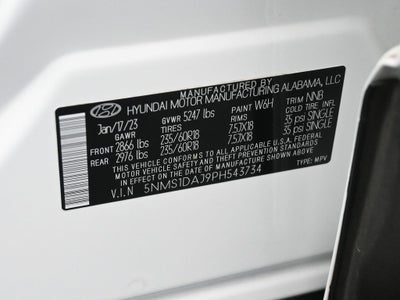 MANUFACTURED BY
HYUNDAI MOTOR MANUFACTURING ALABAMA, LLC
Jan/17/23 GVWR 5247 lbs PAINT W6H TRIM NNB
GAWR TIRES RIMS COLD TIR
FRONT 2866 lbs 235/60R18 7.5JX18 35 psi SINGLE
REAR 2976 lbs 235/60R18 7.5JX18 35 psi SINGLE
THIS VEHICLE CONFORMS TO ALL APPLICABLE U.S.A FEDERAL
MOTOR VEHICLE SAFETY AND THEFT PREVENTION STANDARDS
IN EFFECT ON THE DATE OF MANUFACTURE SHOWN ABOVE.
V.I.N 5NMS1DAJ9PH543734 TYPE: MPV